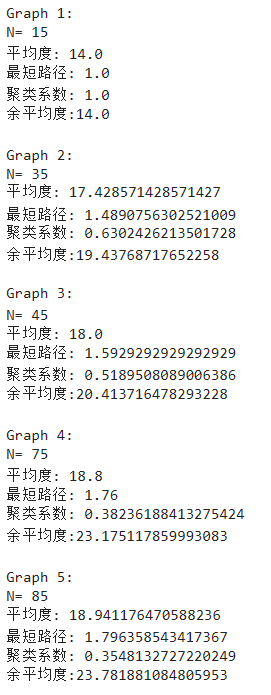 Graph 1:
N= 15
平均度: 14.0
最短路径: 1.0
聚类系数: 1.0
余平均度:14.0
Graph 2:
N= 35
平均度: 17.428571428571427
最短路径: 1.4890756302521009
聚类系数: 0.6302426213501728
余平均度:19.43768717652258
Graph 3:
N= 45
平均度: 18.0
最短路径: 1.5929292929292929
聚类系数: 0.5189508089006386
余平均度:20.413716478293228
Graph 4:
N= 75
平均度: 18.8
最短路径: 1.76
聚类系数: 0.38236188413275424
余平均度:23.175117859993083
Graph 5:
N= 85
平均度: 18.941176470588236
最短路径: 1.796358543417367
聚类系数: 0.3548132727220249
余平均度:23.781881084805953